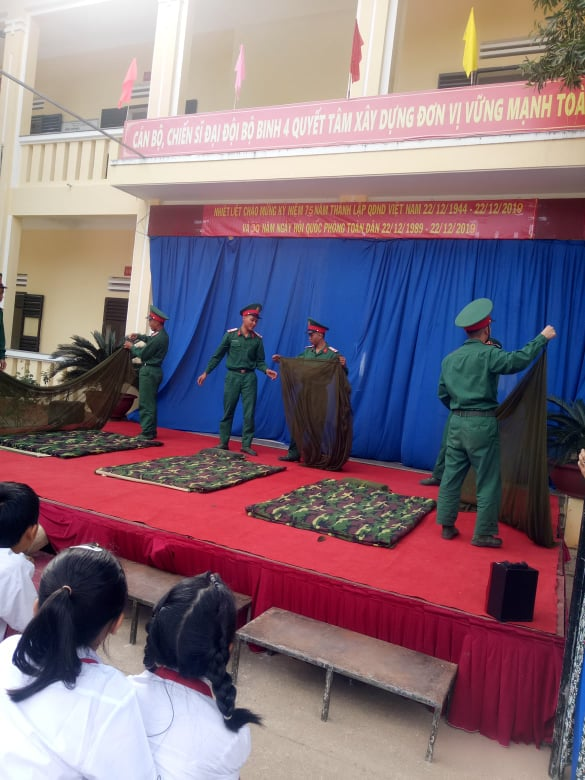 CÁN BỘ, CHIẾN SĨ ĐẠI ĐỘI BỘ BINH 4 QUYẾT TÂM XÂY DỰNG ĐƠN VỊ VỮNG MẠNH TOÀ
NHIỆT LIỆT CHÀO MỪNG KỶ NIỆM 75 NĂM THÀNH LẬP QĐND VIỆT NAM 22/12/1944 - 22/12/2019
VÀ 30 NĂM NGÀY HỘI QUỐC PHÒNG TOÀN DÂN 22/12/1989 - 22/12/2019